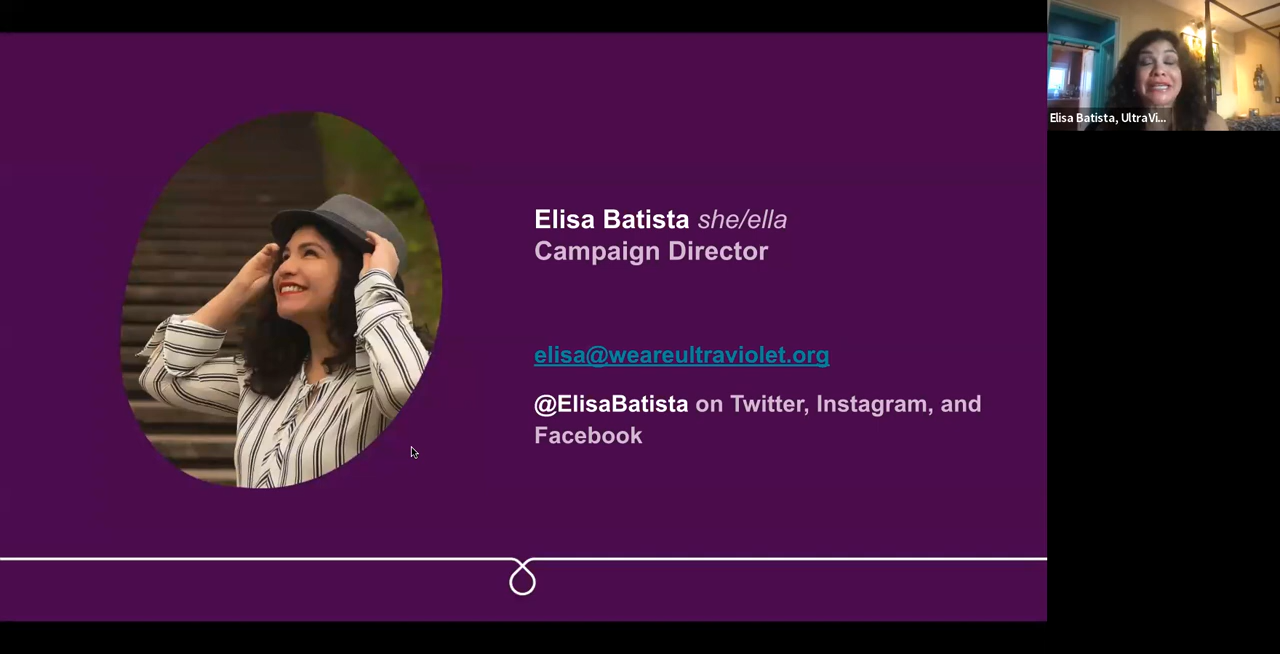 Elisa Batista she/ella
Campaign Director
elisa@weareultraviolet.org
@ElisaBatista on Twitter, Instagram, and
Facebook
Elisa Batista, UltraVi...